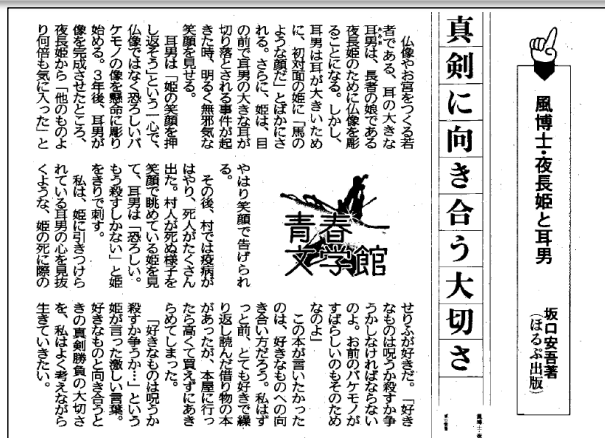 風博士・夜長姫と耳男
坂口安吾著
(ほるぷ出版)
真剣に向き合う大切さ
仏像やお宮をつくる若
者である、耳の大きな
耳男は、長者の娘である
夜長姫のために仏像を彫
ることになる。しかし、
耳男は耳が大きいため
に、初対面の姫に「馬の
ような顔だ」とばかにさ
れる。さらに、姫は、目
の前で耳男の大きな耳が
切り落とされる事件が起
きた時、明るく無邪気な
笑顔を見せる。
耳男は「姫の笑顔を押
し返そう」という一心で、
仏像ではなく恐ろしいバ
ケモノの像を懸命に彫り
始める。3年後、耳男が
像を完成させたところ、
夜長姫から「他のものよ
り何倍も気に入った」と
青春
文学館
やはり笑顔で告げられ
る。
その後、村では疫病が
はやり、死人がたくさん
出た。村人が死ぬ様子を
笑顔で眺めている姫を見
て、耳男は「恐ろしい。
もう殺すしかない」と姫
をきりで刺す。
私は、姫に引きつけら
れている耳男の心を見抜
くような、姫の死に際の
せりふが好きだ。「好き
なものは呪うか殺すか争
うかしなければならない
のよ。お前のバケモノが
すばらしいのもそのため
なのよ」
この本が言いたかった
のは、好きなものへの向
き合い方だろう。私はず
っと前、とても好きで繰
り返し読んだ借り物の本
があったが、本屋に行っ
たら高くて買えずにあき
らめてしまった。
「好きなものは呪うか
殺すか争うか…」という
姫が言った激しい言葉。
好きなものと向き合うと
きの真剣勝負の大切さ
を、私はよく考えながら
生きていきたい。